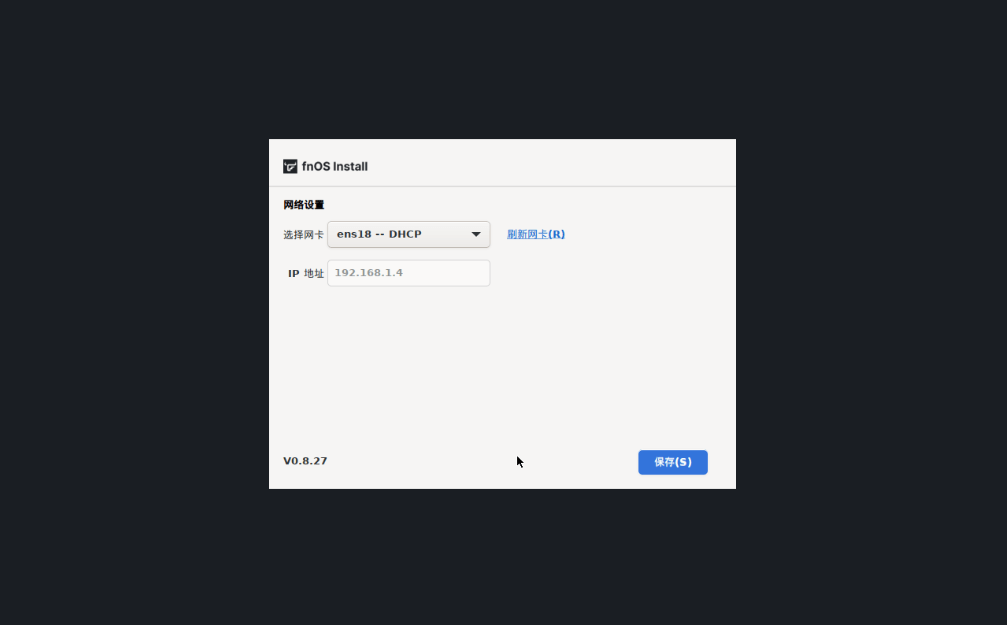 fnOS Install
网络设置
选择网卡 ens18 -- DHCP 刷新网卡(R)
IP 地址 192.168.1.4
V0.8.27 保存(S)